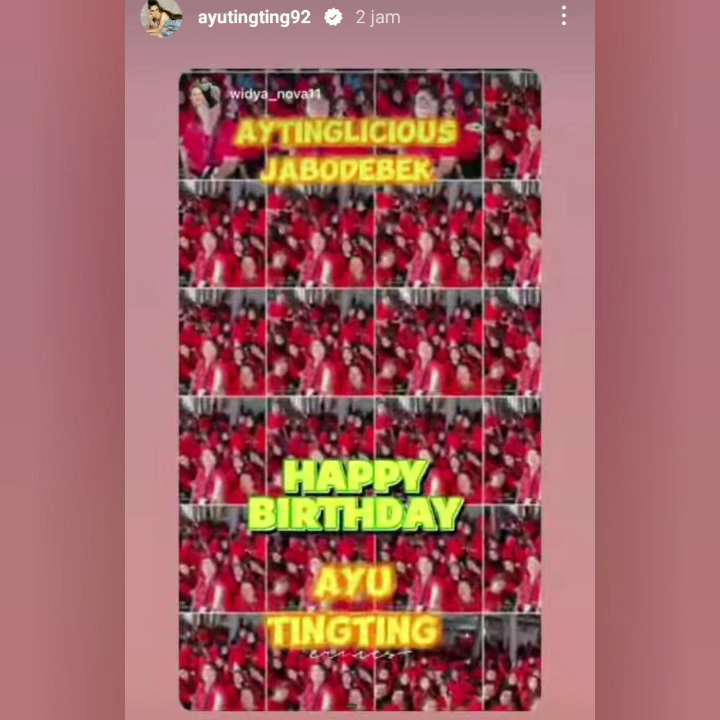 ayutingting92 2 jam
widya_nova11
AYTINGLICIOUS
JABODEBEK
HAPPY
BIRTHDAY
AYU
TINGTING